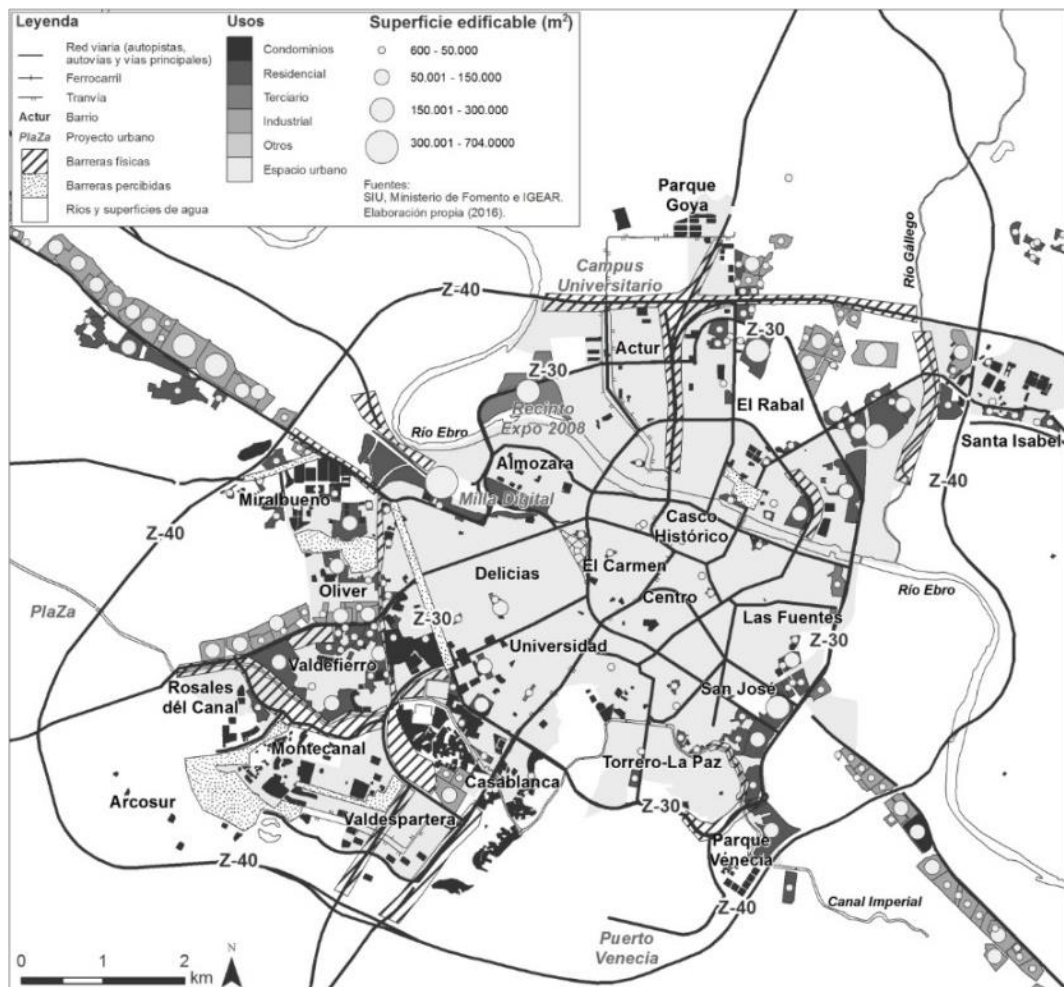 Leyenda
Red viaria (autopistas,
autovías y vías principales)
Ferrocarril
Tranvía
Actur Barrio
PlaZa Proyecto urbano
Barreras físicas
Barreras percibidas
Ríos y superficies de agua
Usos
Condominios
Residencial
Terciario
Industrial
Otros
Espacio urbano
Superficie edificable (m²)
600 - 50.000
50.001 - 150.000
150.001 - 300.000
300.001 - 704.0000
Fuentes:
SIU, Ministerio de Fomento e IGEAR.
Elaboración propia (2016).
Parque
Goya
Río Gállego
Campus
Universitario
Z-40
Z-30
Actur
Z-30
Recinto
Expo 2008
El Rabal
Río Ebro
Santa Isabel
Almozara
Z-40
Miralbueno
Milla Digital
Casco
Histórico
Z-40
Delicias
El Carmen
Oliver
Centro
Río Ebro
PlaZa
Z-30
Las Fuentes
Universidad
Z-30
Valdefierro
Rosales
del Canal
San José
Montecanal
Torrero-La Paz
Casablanca
Arcosur
Valdespartera
Z-30
Parque
Venecia
Z-40
Canal Imperial
Z-40
Puerto
Venecia
N
0 1 2
km